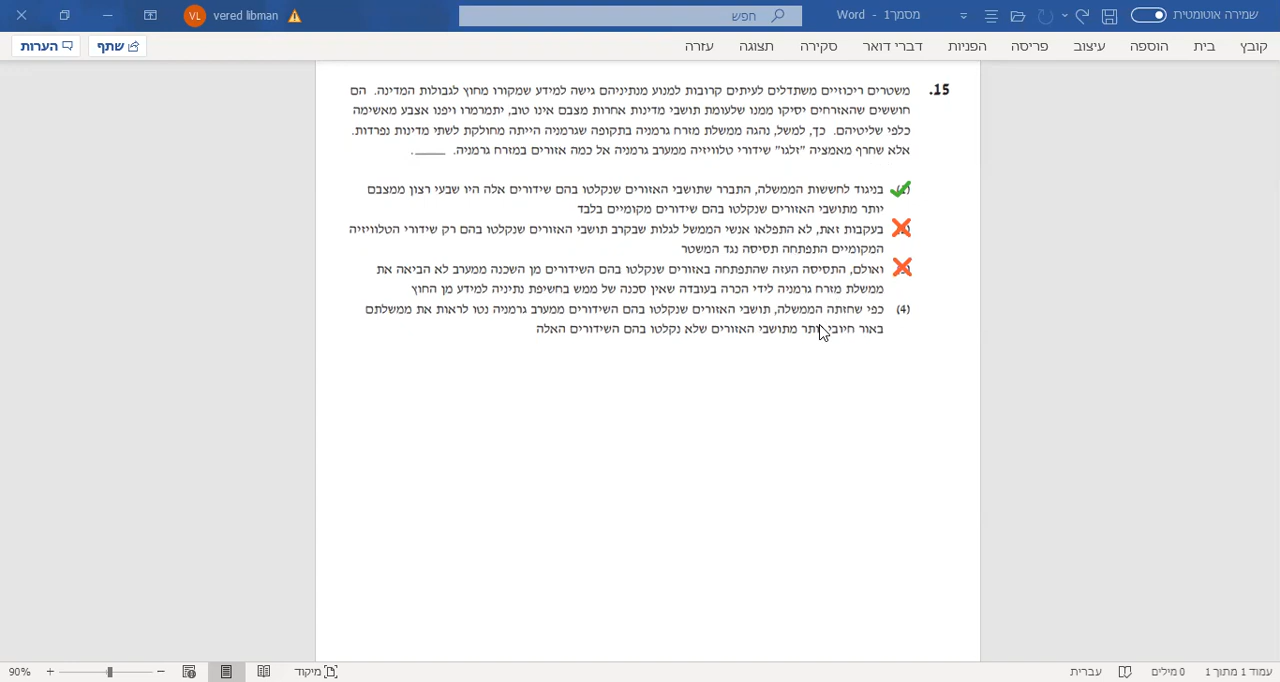 שמירה אוטומטית
מסמך1 - Word
חפש
vered libman
VL
קובץ
בית
הוספה
עיצוב
פריסה
הפניות
דברי דואר
סקירה
תצוגה
עזרה
שתף
הערות
15. משטרים ריכוזיים משתדלים לעיתים קרובות למנוע מנתיניהם גישה למידע שמקורו מחוץ לגבולות המדינה. הם
חוששים שהאזרחים יסיקו ממנו שלעומת תושבי מדינות אחרות מצבם אינו טוב, יתמרמרו ויפנו אצבע מאשימה
כלפי שליטיהם. כך, למשל, נהגה ממשלת מזרח גרמניה בתקופה שגרמניה הייתה מחולקת לשתי מדינות נפרדות.
אלא שחרף מאמציה "זלגו" שידורי טלוויזיה ממערב גרמניה אל כמה אזורים במזרח גרמניה. _____.
בניגוד לחששות הממשלה, התברר שתושבי האזורים שנקלטו בהם שידורים אלה היו שבעי רצון ממצבם
יותר מתושבי האזורים שנקלטו בהם שידורים מקומיים בלבד
בעקבות זאת, לא התפלאו אנשי הממשל לגלות שבקרב תושבי האזורים שנקלטו בהם רק שידורי הטלוויזיה
המקומיים התפתחה תסיסה נגד המשטר
ואולם, התסיסה העזה שהתפתחה באזורים שנקלטו בהם השידורים מן השכנה ממערב לא הביאה את
ממשלת מזרח גרמניה לידי הכרה בעובדה שאין סכנה של ממש בחשיפת נתיניה למידע מן החוץ
(4) כפי שחזתה הממשלה, תושבי האזורים שנקלטו בהם השידורים ממערב גרמניה נטו לראות את ממשלתם
באור חיובי יותר מתושבי האזורים שלא נקלטו בהם השידורים האלה
עמוד 1 מתוך 1
0 מילים
עברית
מיקוד
90%